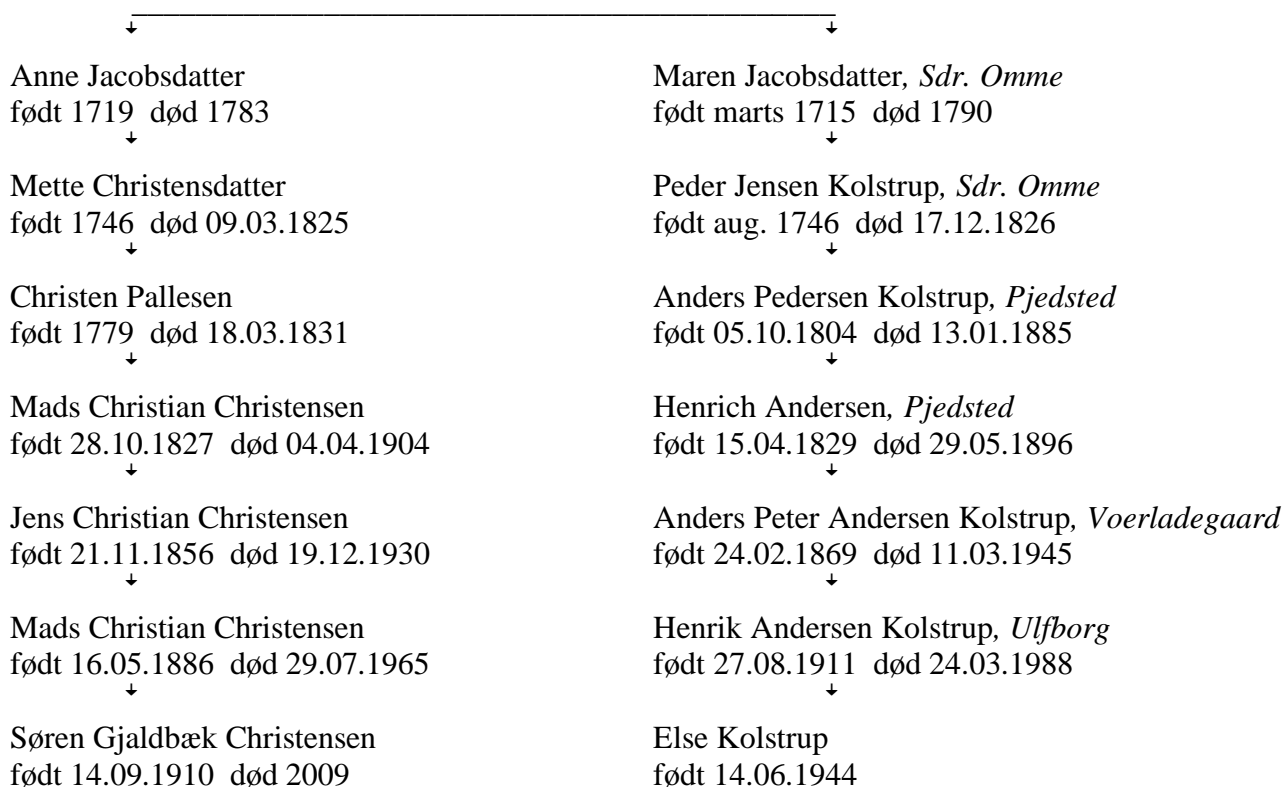 Anne Jacobsdatter
født 1719 død 1783
Mette Christensdatter
født 1746 død 09.03.1825
Christen Pallesen
født 1779 død 18.03.1831
Mads Christian Christensen
født 28.10.1827 død 04.04.1904
Jens Christian Christensen
født 21.11.1856 død 19.12.1930
Mads Christian Christensen
født 16.05.1886 død 29.07.1965
Søren Gjaldbæk Christensen
født 14.09.1910 død 2009
Maren Jacobsdatter, Sdr. Omme
født marts 1715 død 1790
Peder Jensen Kolstrup, Sdr. Omme
født aug. 1746 død 17.12.1826
Anders Pedersen Kolstrup, Pjedsted
født 05.10.1804 død 13.01.1885
Henrich Andersen, Pjedsted
født 15.04.1829 død 29.05.1896
Anders Peter Andersen Kolstrup, Voerladegaard
født 24.02.1869 død 11.03.1945
Henrik Andersen Kolstrup, Ulfborg
født 27.08.1911 død 24.03.1988
Else Kolstrup
født 14.06.1944